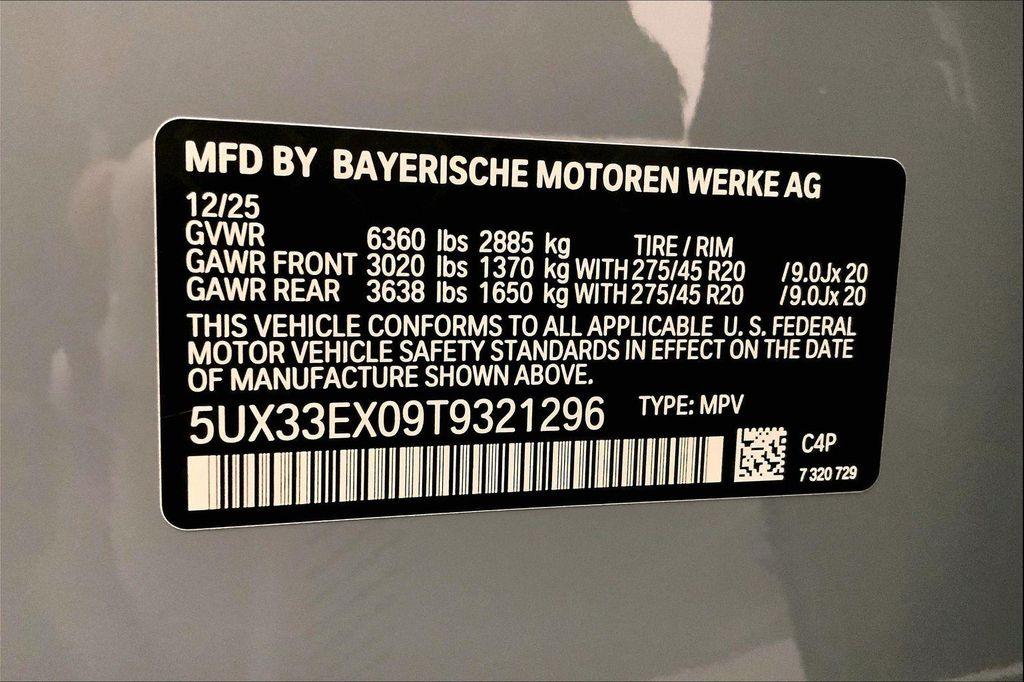 MFD BY BAYERISCHE MOTOREN WERKE AG
12/25
GVWR 6360 lbs 2885 kg TIRE / RIM
GAWR FRONT 3020 lbs 1370 kg WITH 275/45 R20 /9.0Jx 20
GAWR REAR 3638 lbs 1650 kg WITH 275/45 R20 /9.0Jx 20
THIS VEHICLE CONFORMS TO ALL APPLICABLE U. S. FEDERAL
MOTOR VEHICLE SAFETY STANDARDS IN EFFECT ON THE DATE
OF MANUFACTURE SHOWN ABOVE.
5UX33EX09T9321296 TYPE: MPV
C4P
7 320 729